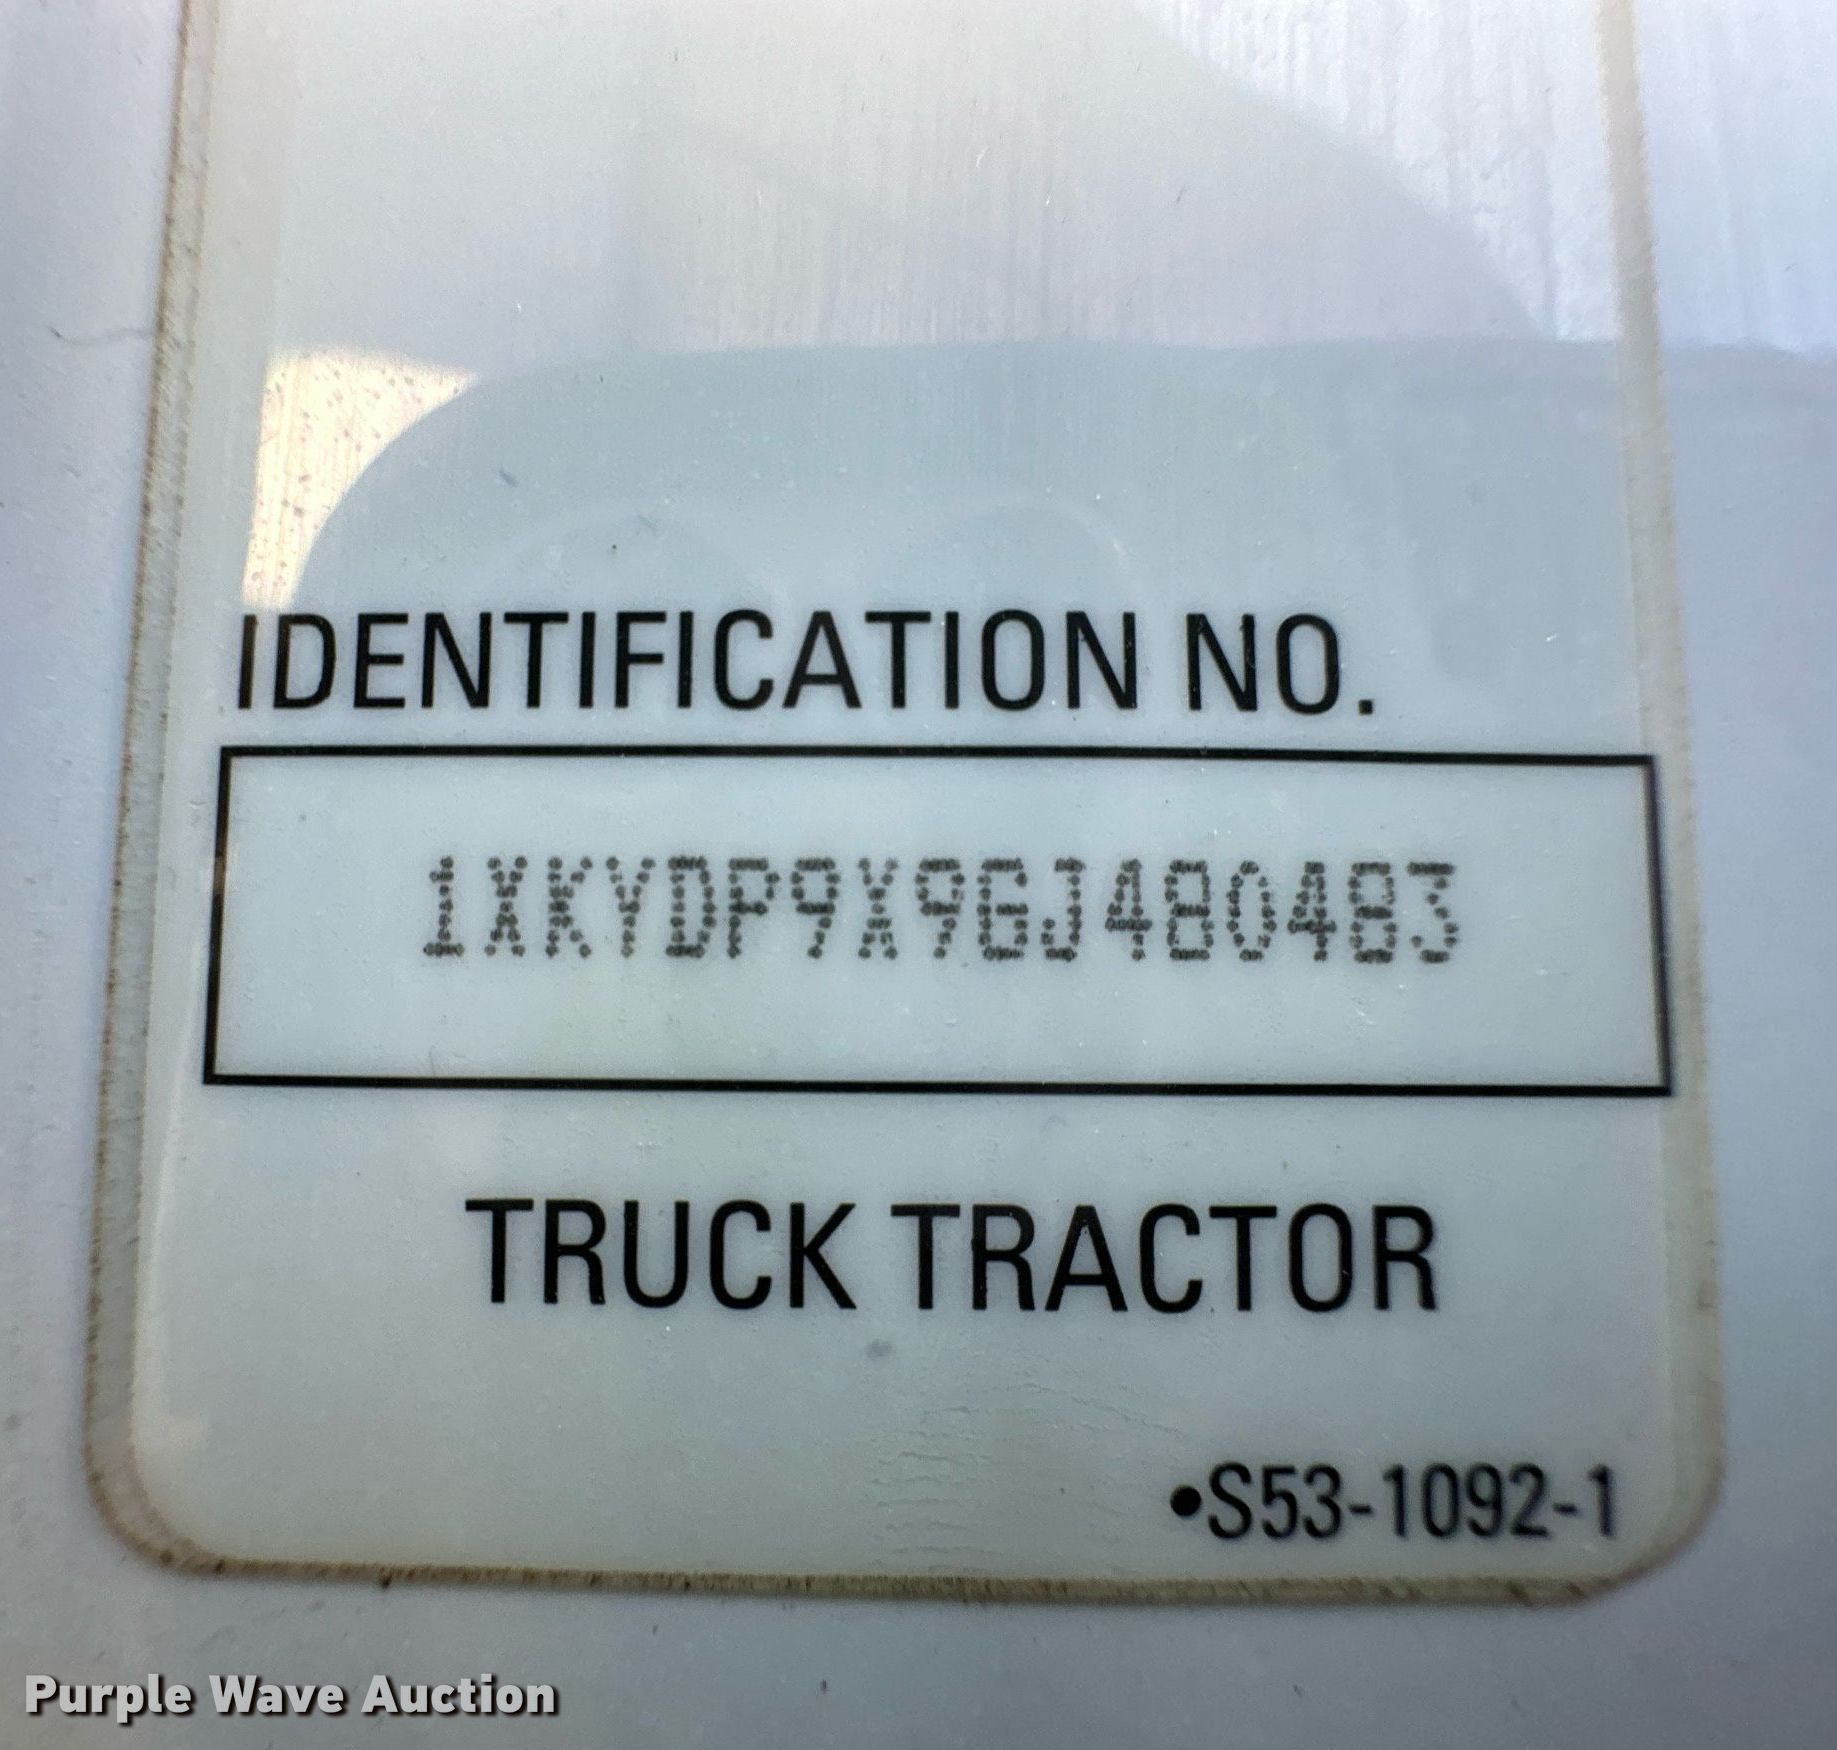 IDENTIFICATION NO.
1XKYDP9X9GJ480483
TRUCK TRACTOR
•S53-1092-1
Purple Wave Auction